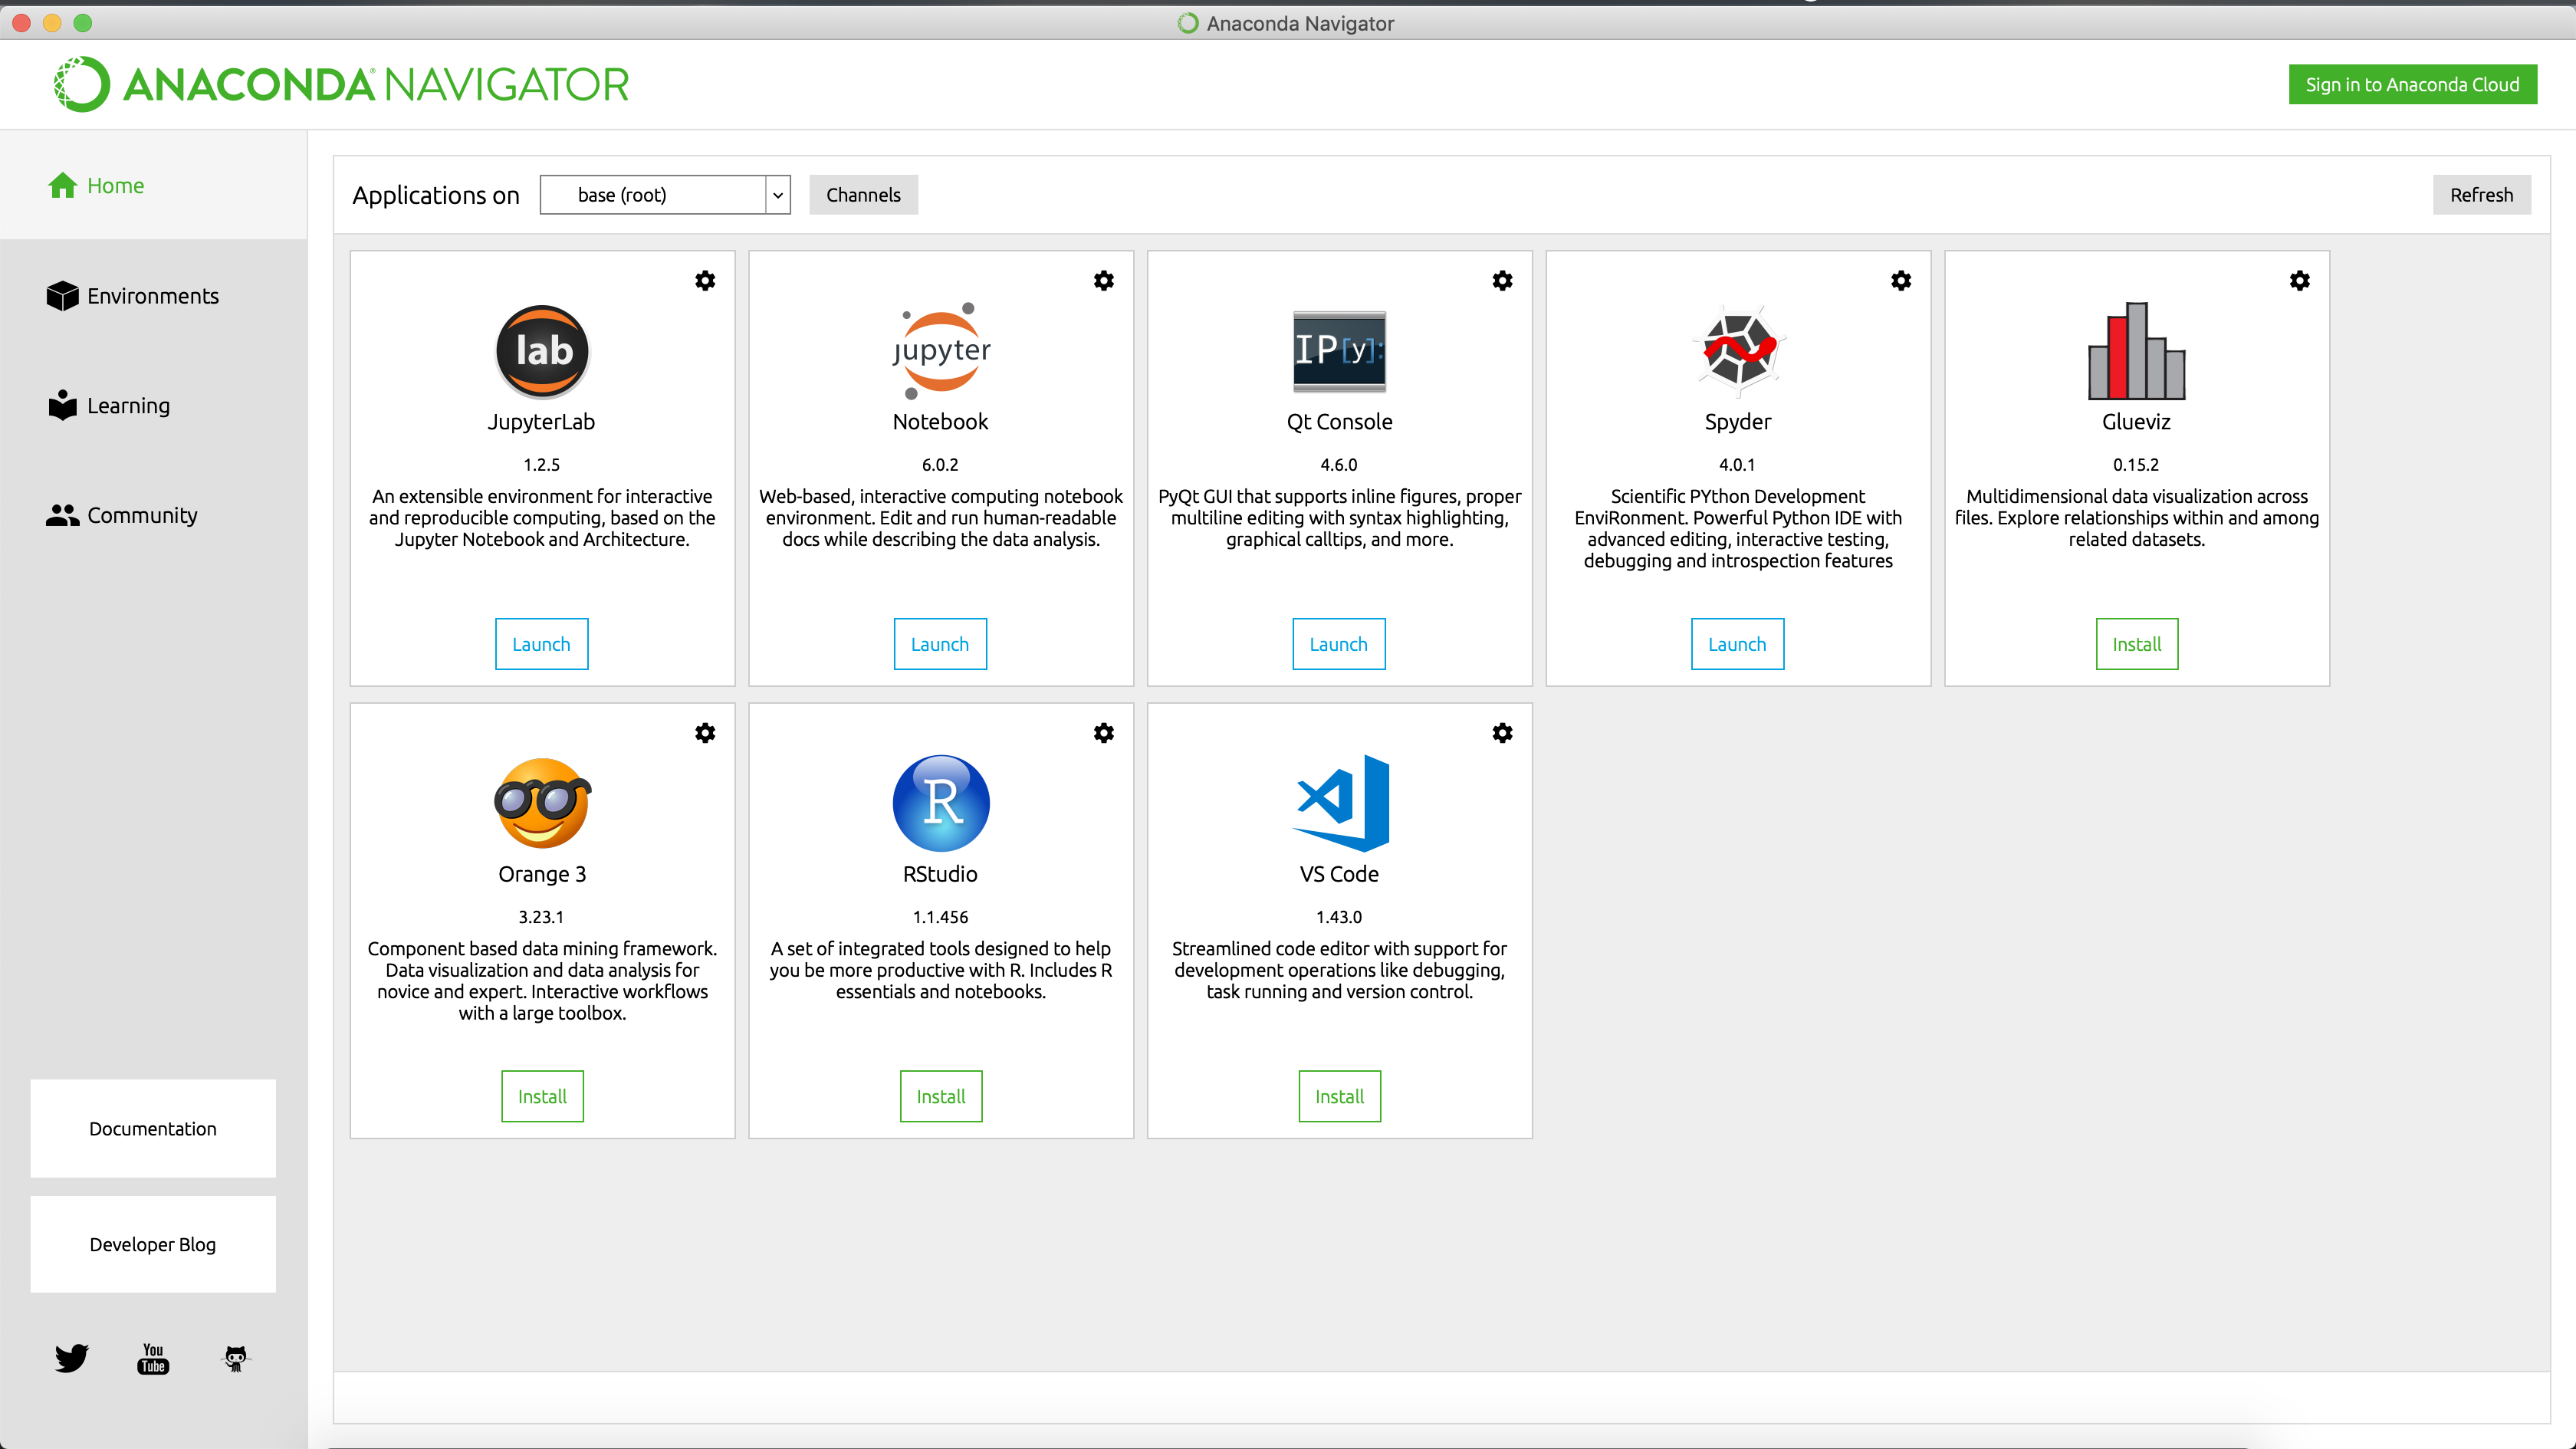 Anaconda Navigator
ANACONDA NAVIGATOR
Sign in to Anaconda Cloud
Home
Environments
Learning
Community
Documentation
Developer Blog
You
Tube
Applications on
base (root)
Channels
Refresh
lab
JupyterLab
1.2.5
An extensible environment for interactive
and reproducible computing, based on the
Jupyter Notebook and Architecture.
Launch
jupyter
Notebook
6.0.2
Web-based, interactive computing notebook
environment. Edit and run human-readable
docs while describing the data analysis.
Launch
IP[y]:
Qt Console
4.6.0
PyQt GUI that supports inline figures, proper
multiline editing with syntax highlighting,
graphical calltips, and more.
Launch
Spyder
4.0.1
Scientific PYthon Development
EnviRonment. Powerful Python IDE with
advanced editing, interactive testing,
debugging and introspection features
Launch
Glueviz
0.15.2
Multidimensional data visualization across
files. Explore relationships within and among
related datasets.
Install
Orange 3
3.23.1
Component based data mining framework.
Data visualization and data analysis for
novice and expert. Interactive workflows
with a large toolbox.
Install
R
RStudio
1.1.456
A set of integrated tools designed to help
you be more productive with R. Includes R
essentials and notebooks.
Install
VS Code
1.43.0
Streamlined code editor with support for
development operations like debugging,
task running and version control.
Install